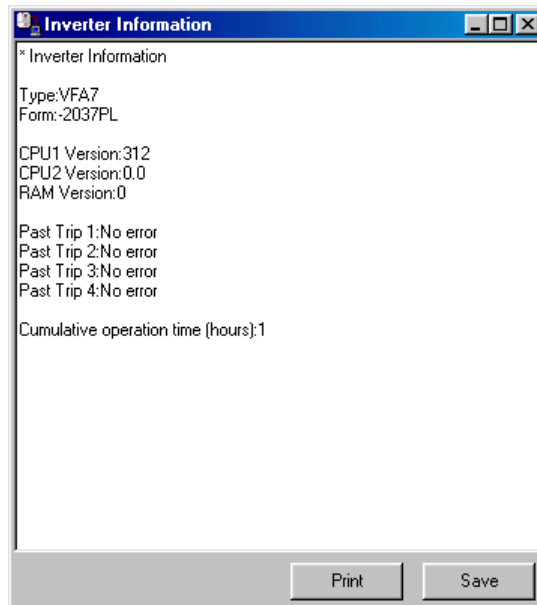 Inverter Information
* Inverter Information
Type:VFA7
Form:-2037PL
CPU1 Version:312
CPU2 Version:0.0
RAM Version:0
Past Trip 1:No error
Past Trip 2:No error
Past Trip 3:No error
Past Trip 4:No error
Cumulative operation time (hours):1
Print Save